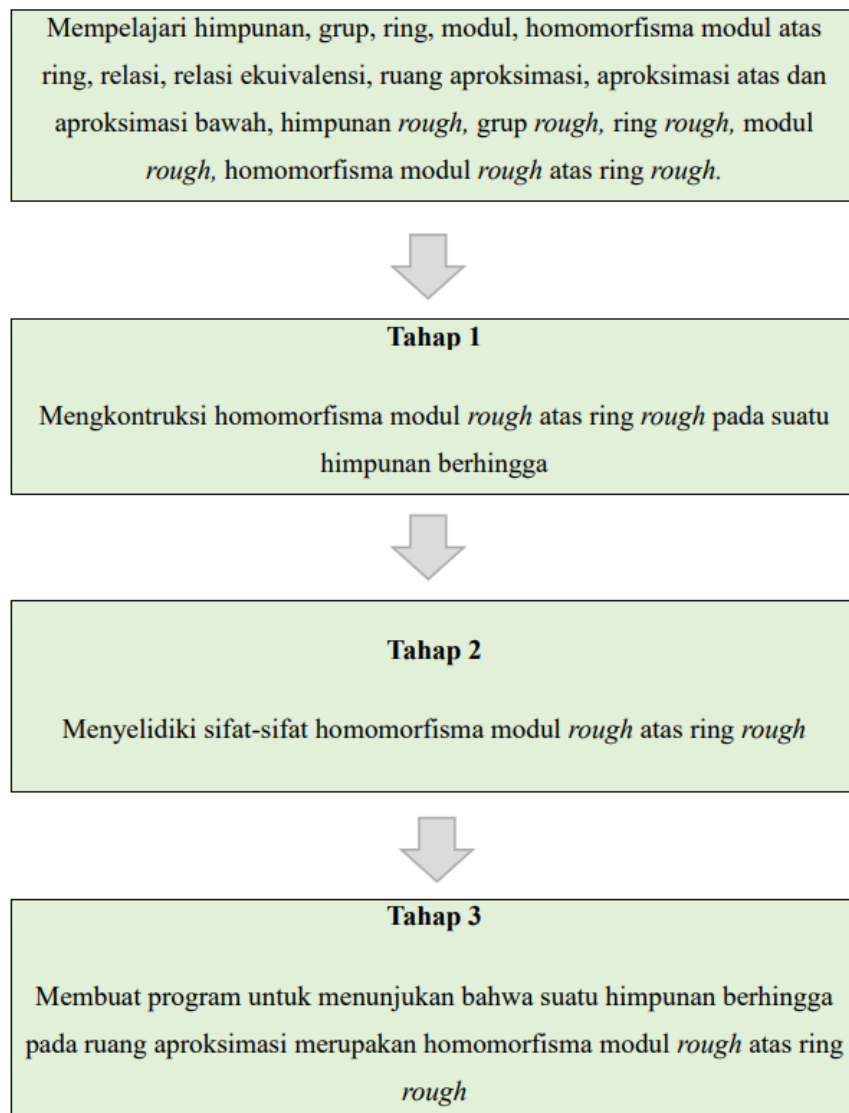 Mempelajari himpunan, grup, ring, modul, homomorfisma modul atas
ring, relasi, relasi ekuivalensi, ruang aproksimasi, aproksimasi atas dan
aproksimasi bawah, himpunan rough, grup rough, ring rough, modul
rough, homomorfisma modul rough atas ring rough.
Tahap 1
Mengkontruksi homomorfisma modul rough atas ring rough pada suatu
himpunan berhingga
Tahap 2
Menyelidiki sifat-sifat homomorfisma modul rough atas ring rough
Tahap 3
Membuat program untuk menunjukan bahwa suatu himpunan berhingga
pada ruang aproksimasi merupakan homomorfisma modul rough atas ring
rough